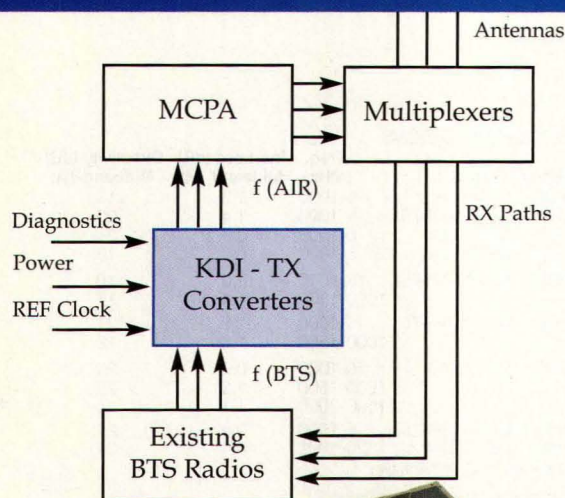 Antennas
MCPA
Multiplexers
f (AIR)
RX Paths
Diagnostics
Power
REF Clock
KDI - TX
Converters
f (BTS)
Existing
BTS Radios